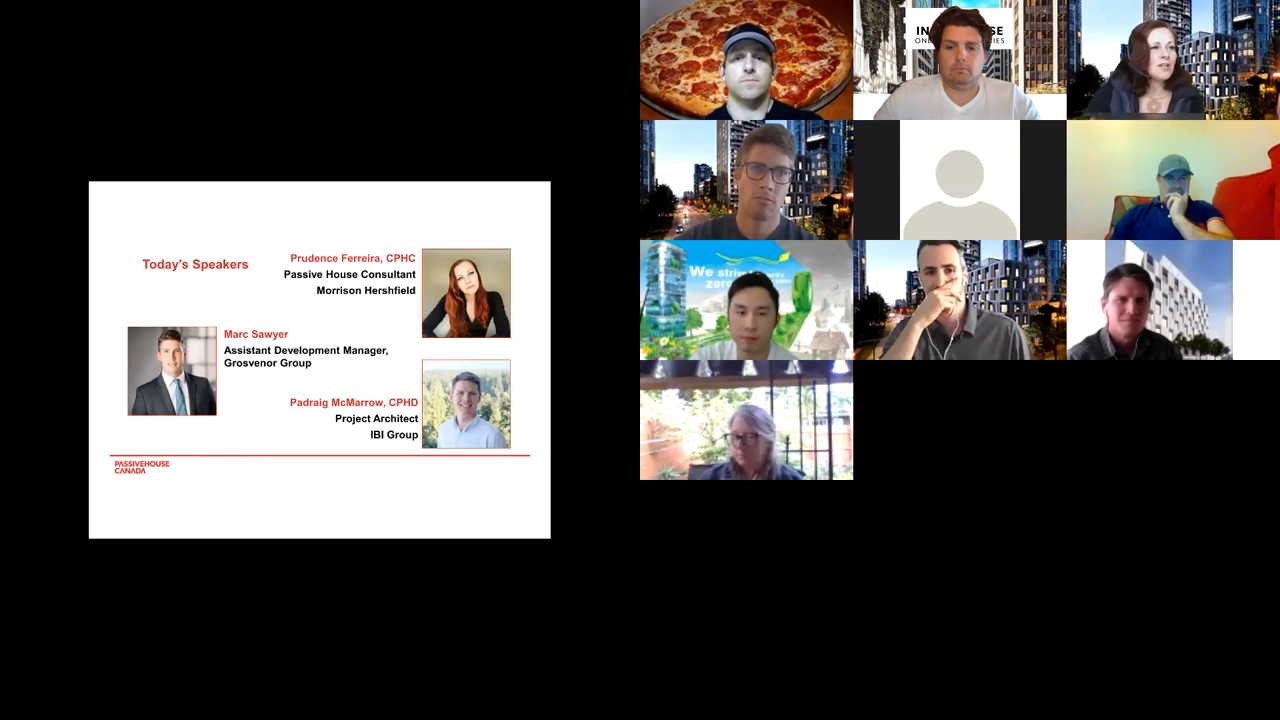 Today's Speakers
Prudence Ferreira, CPHC
Passive House Consultant
Morrison Hershfield
Marc Sawyer
Assistant Development Manager,
Grosvenor Group
Padraig McMarrow, CPHD
Project Architect
IBI Group
PASSIVEHOUSE
CANADA
We strive
zero